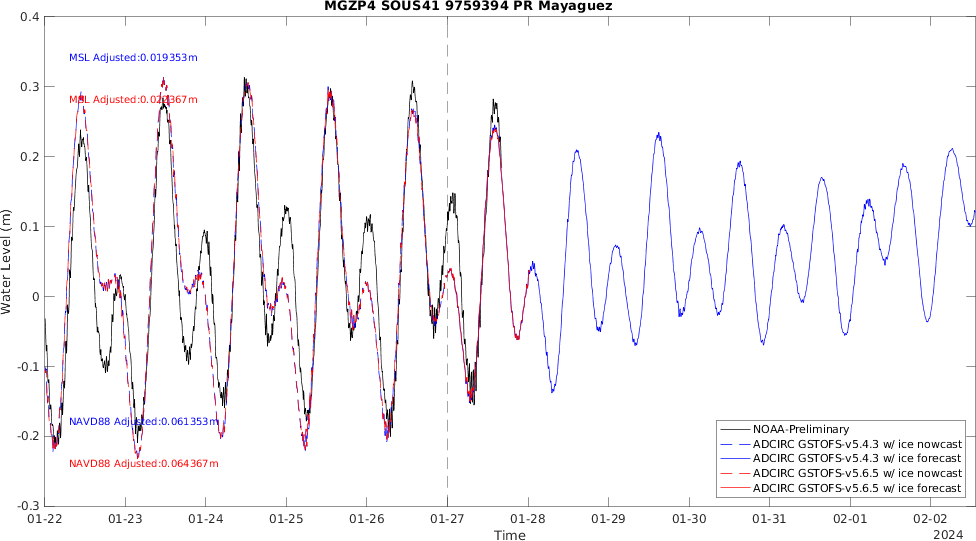 MGZP4 SOUS41 9759394 PR Mayaguez
0.4
0.3
0.2
0.1
0
-0.1
-0.2
-0.3
Water Level (m)
MSL Adjusted:0.019353m
MSL Adjusted:0.022367m
NAVD88 Adjusted:0.061353m
NAVD88 Adjusted:0.064367m
NOAA-Preliminary
ADCIRC GSTOFS-v5.4.3 w/ ice nowcast
ADCIRC GSTOFS-v5.4.3 w/ ice forecast
ADCIRC GSTOFS-v5.6.5 w/ ice nowcast
ADCIRC GSTOFS-v5.6.5 w/ ice forecast
01-22 01-23 01-24 01-25 01-26 01-27 01-28 01-29 01-30 01-31 02-01 02-02
Time
2024